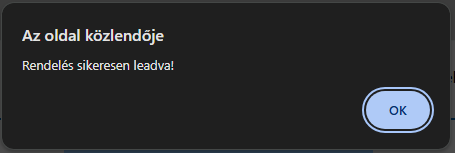 Az oldal közlendője
Rendelés sikeresen leadva!
OK